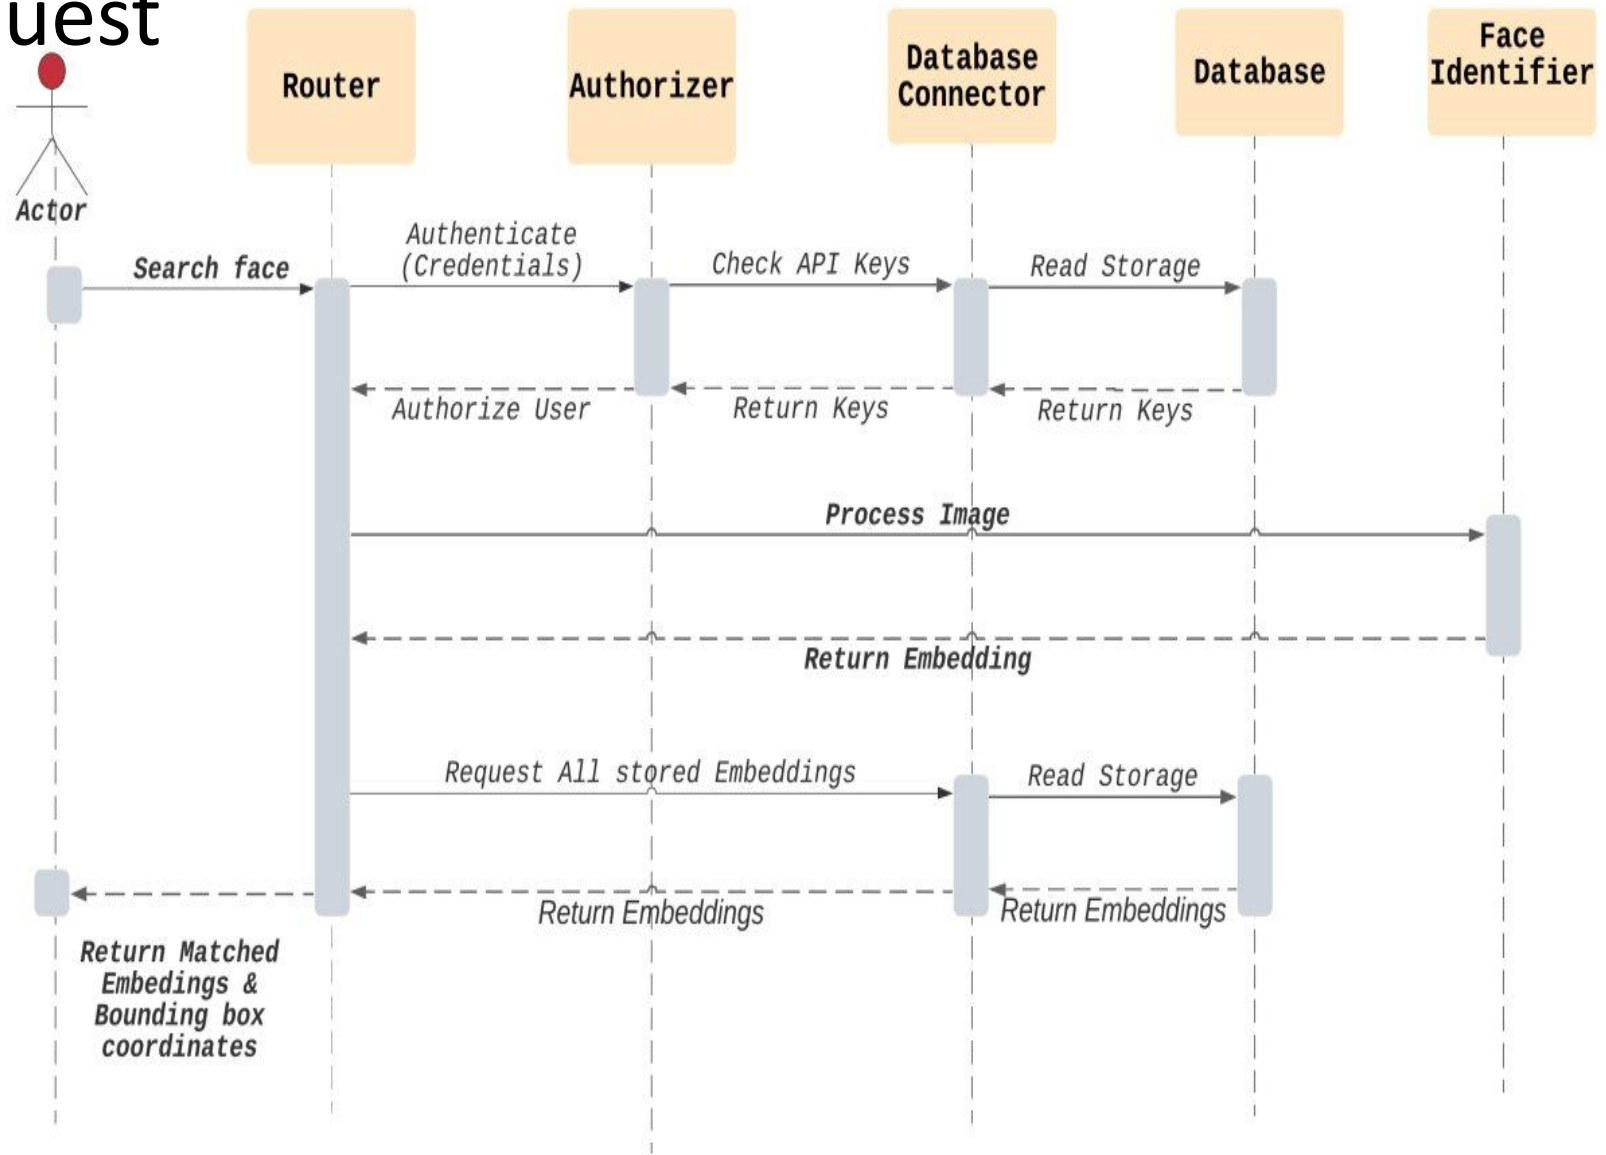 uest
Router
Authorizer
Database
Connector
Database
Face
Identifier
Actor
Search face
Authenticate
(Credentials)
Check API Keys
Read Storage
Authorize User
Return Keys
Return Keys
Process Image
Return Embedding
Request All stored Embeddings
Read Storage
Return Embeddings
Return Embeddings
Return Matched
Embedings &
Bounding box
coordinates